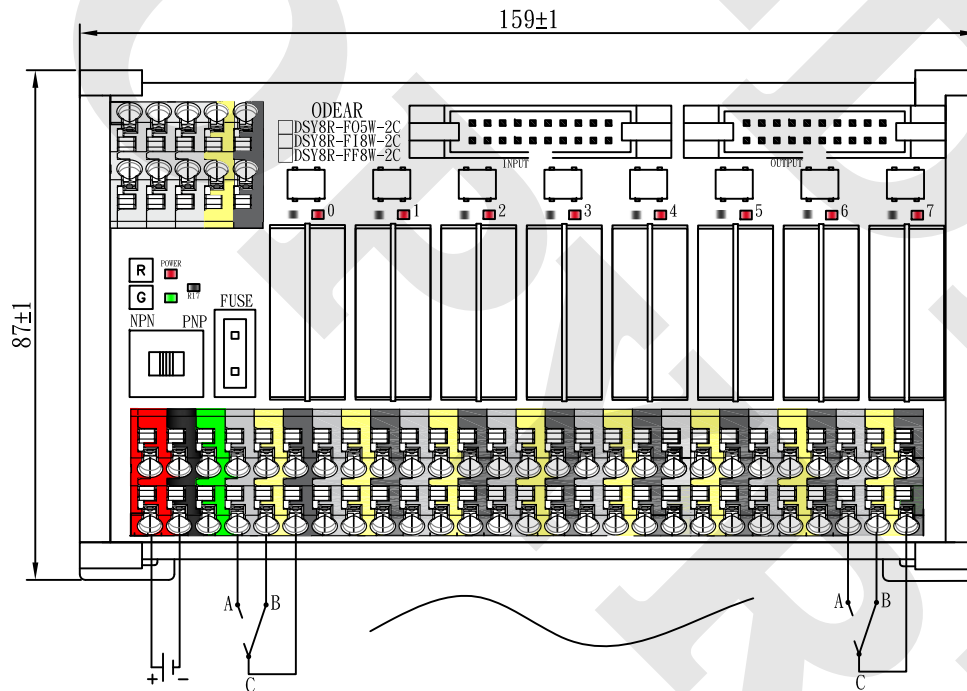 159±1
87±1
ODEAR
DSY8R-FO5W-2C
DSY8R-FI8W-2C
DSY8R-FF8W-2C
INPUT
OUTPUT
0 1 2 3 4 5 6 7
R
POWER
G
RT7
NPN PNP
FUSE
A B
C
+ -
A B
C